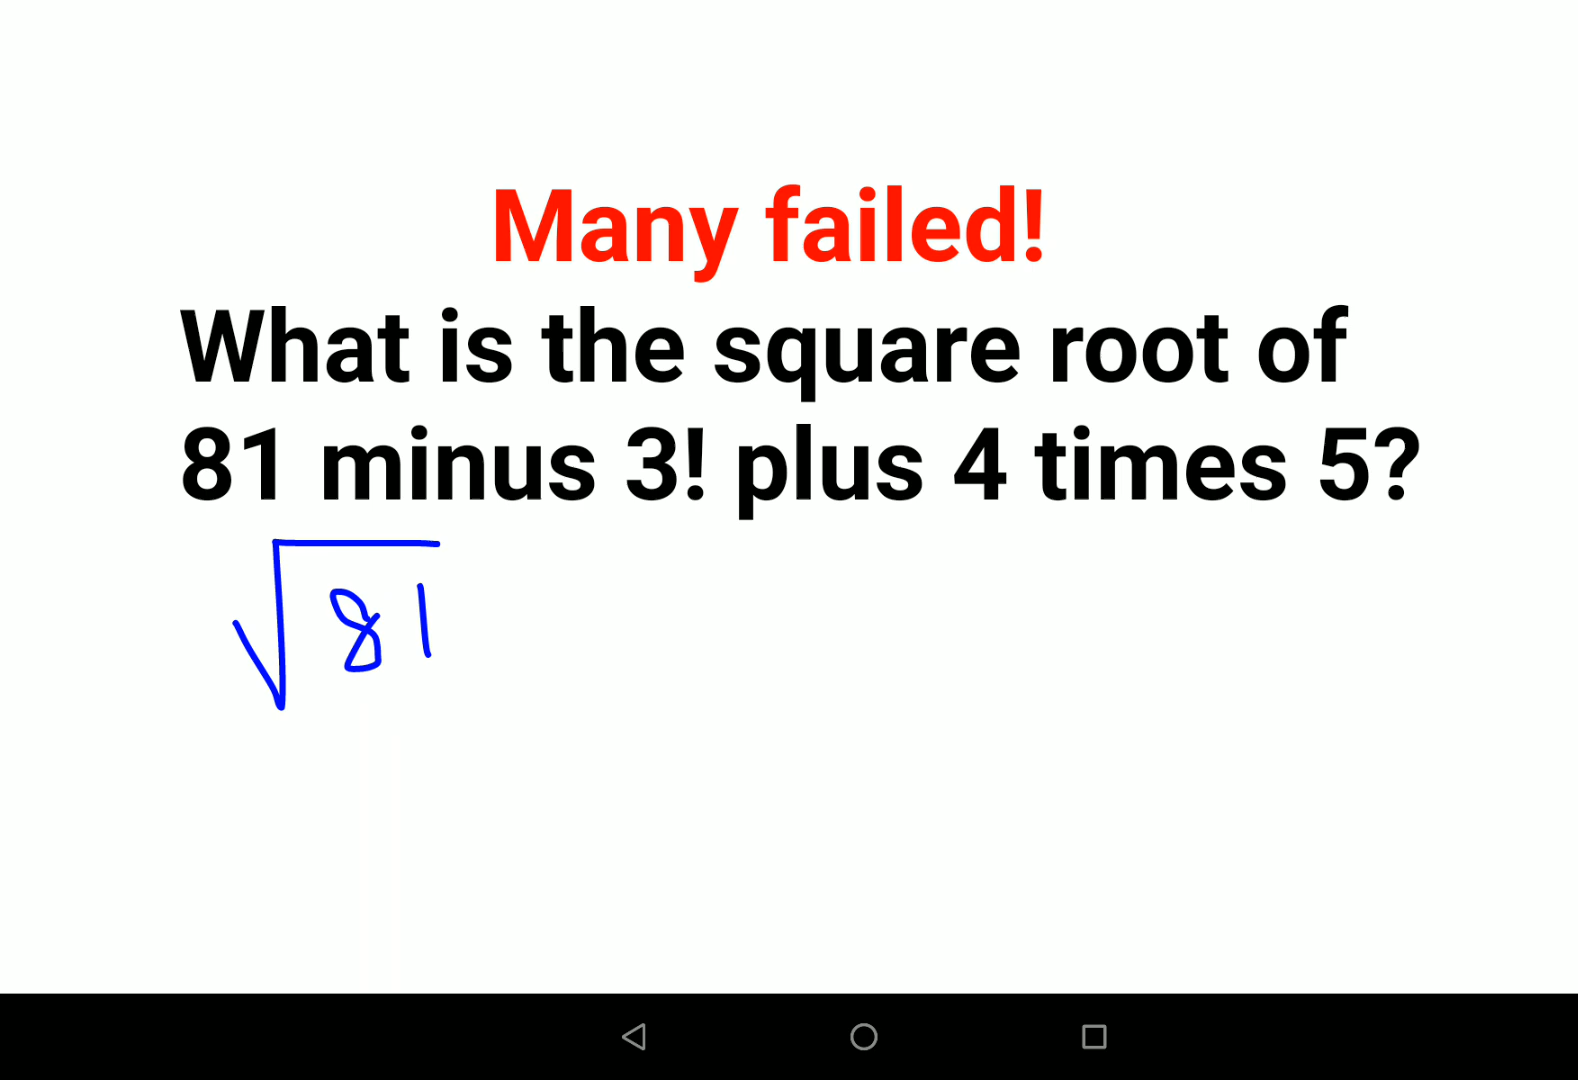 Many failed!
What is the square root of
81 minus 3! plus 4 times 5?
√81